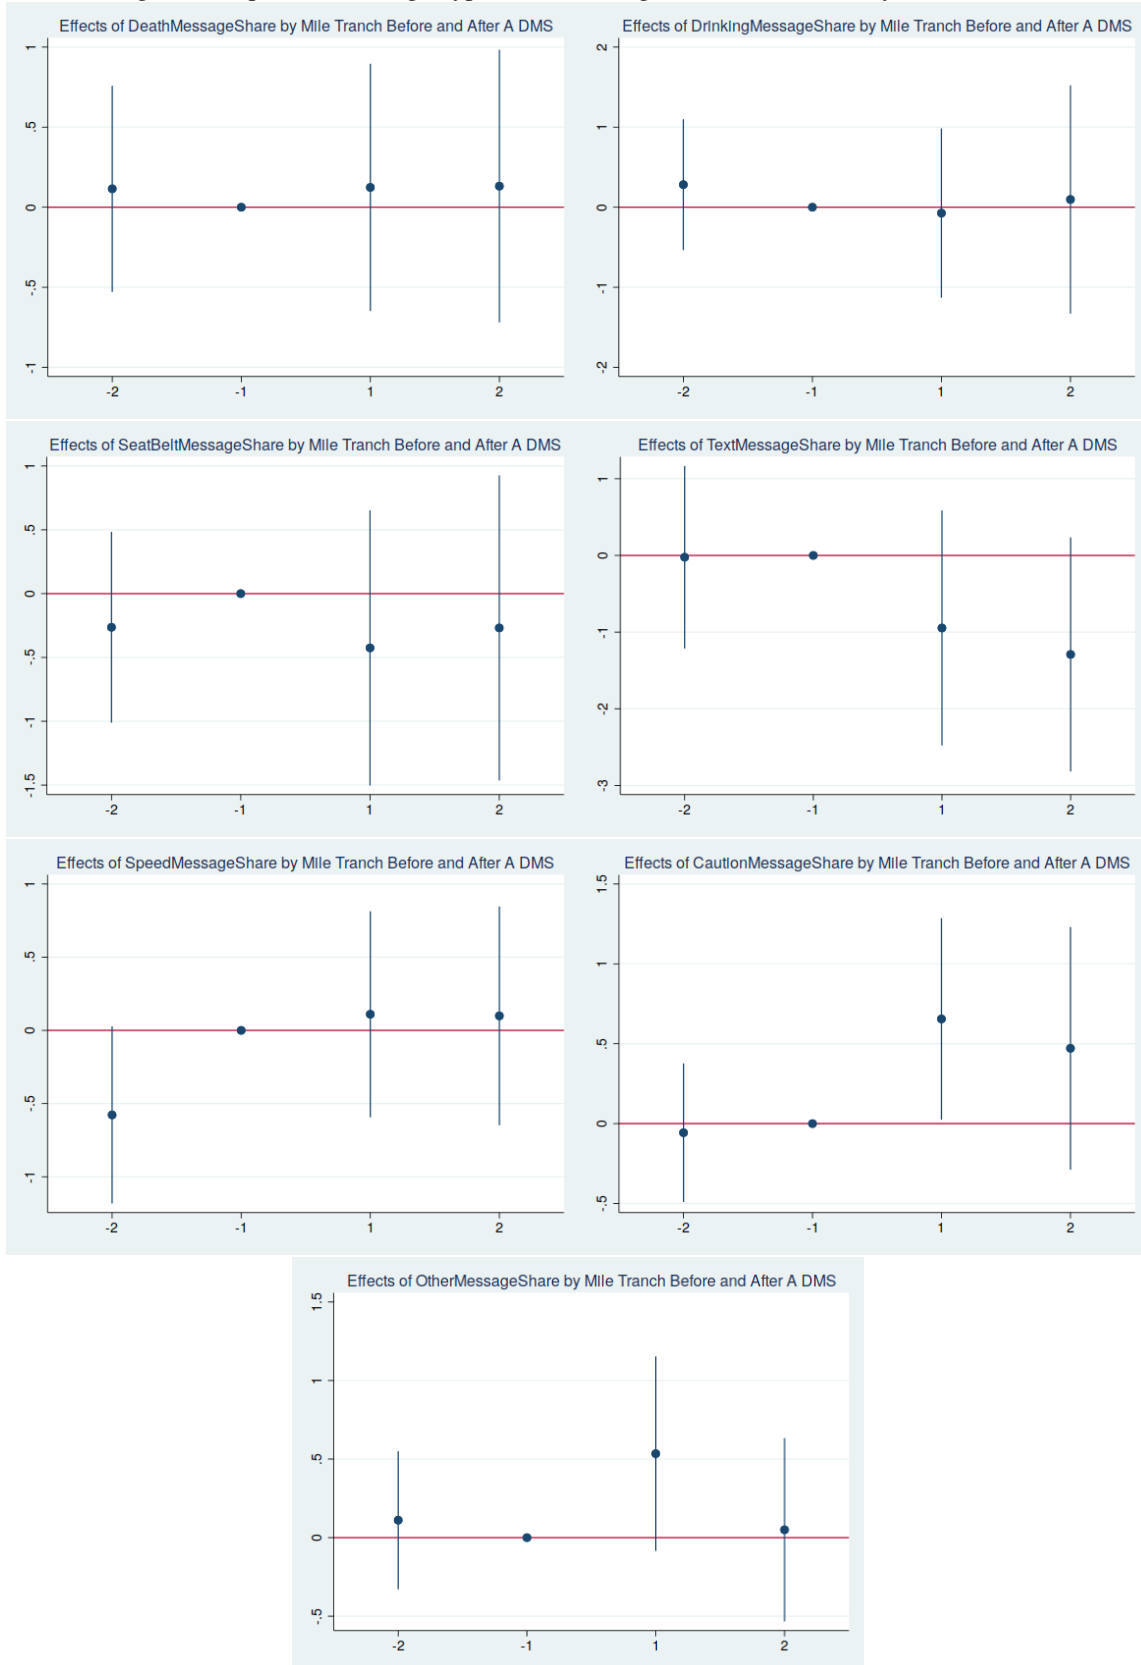 Effects of DeathMessageShare by Mile Tranch Before and After A DMS
1
.5
0
-.5
-1
-2 -1 1 2
Effects of DrinkingMessageShare by Mile Tranch Before and After A DMS
2
1
0
-1
-2
-2 -1 1 2
Effects of SeatBeltMessageShare by Mile Tranch Before and After A DMS
1
.5
0
-.5
-1
-1.5
-2 -1 1 2
Effects of TextMessageShare by Mile Tranch Before and After A DMS
1
0
-1
-2
-3
-2 -1 1 2
Effects of SpeedMessageShare by Mile Tranch Before and After A DMS
1
.5
0
-.5
-1
-2 -1 1 2
Effects of CautionMessageShare by Mile Tranch Before and After A DMS
1.5
1
.5
0
-.5
-2 -1 1 2
Effects of OtherMessageShare by Mile Tranch Before and After A DMS
1.5
1
.5
0
-.5
-2 -1 1 2